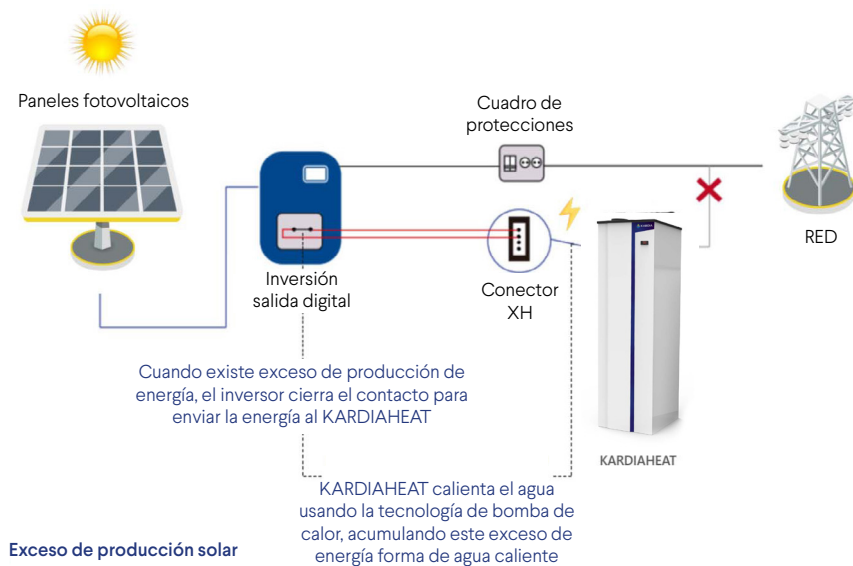 Paneles fotovoltaicos
Cuadro de
protecciones
RED
Inversión
salida digital
Conector
XH
Cuando existe exceso de producción de
energía, el inversor cierra el contacto para
enviar la energía al KARDIAHEAT
KARDIAHEAT
KARDIAHEAT calienta el agua
usando la tecnología de bomba de
calor, acumulando este exceso de
energía forma de agua caliente
Exceso de producción solar